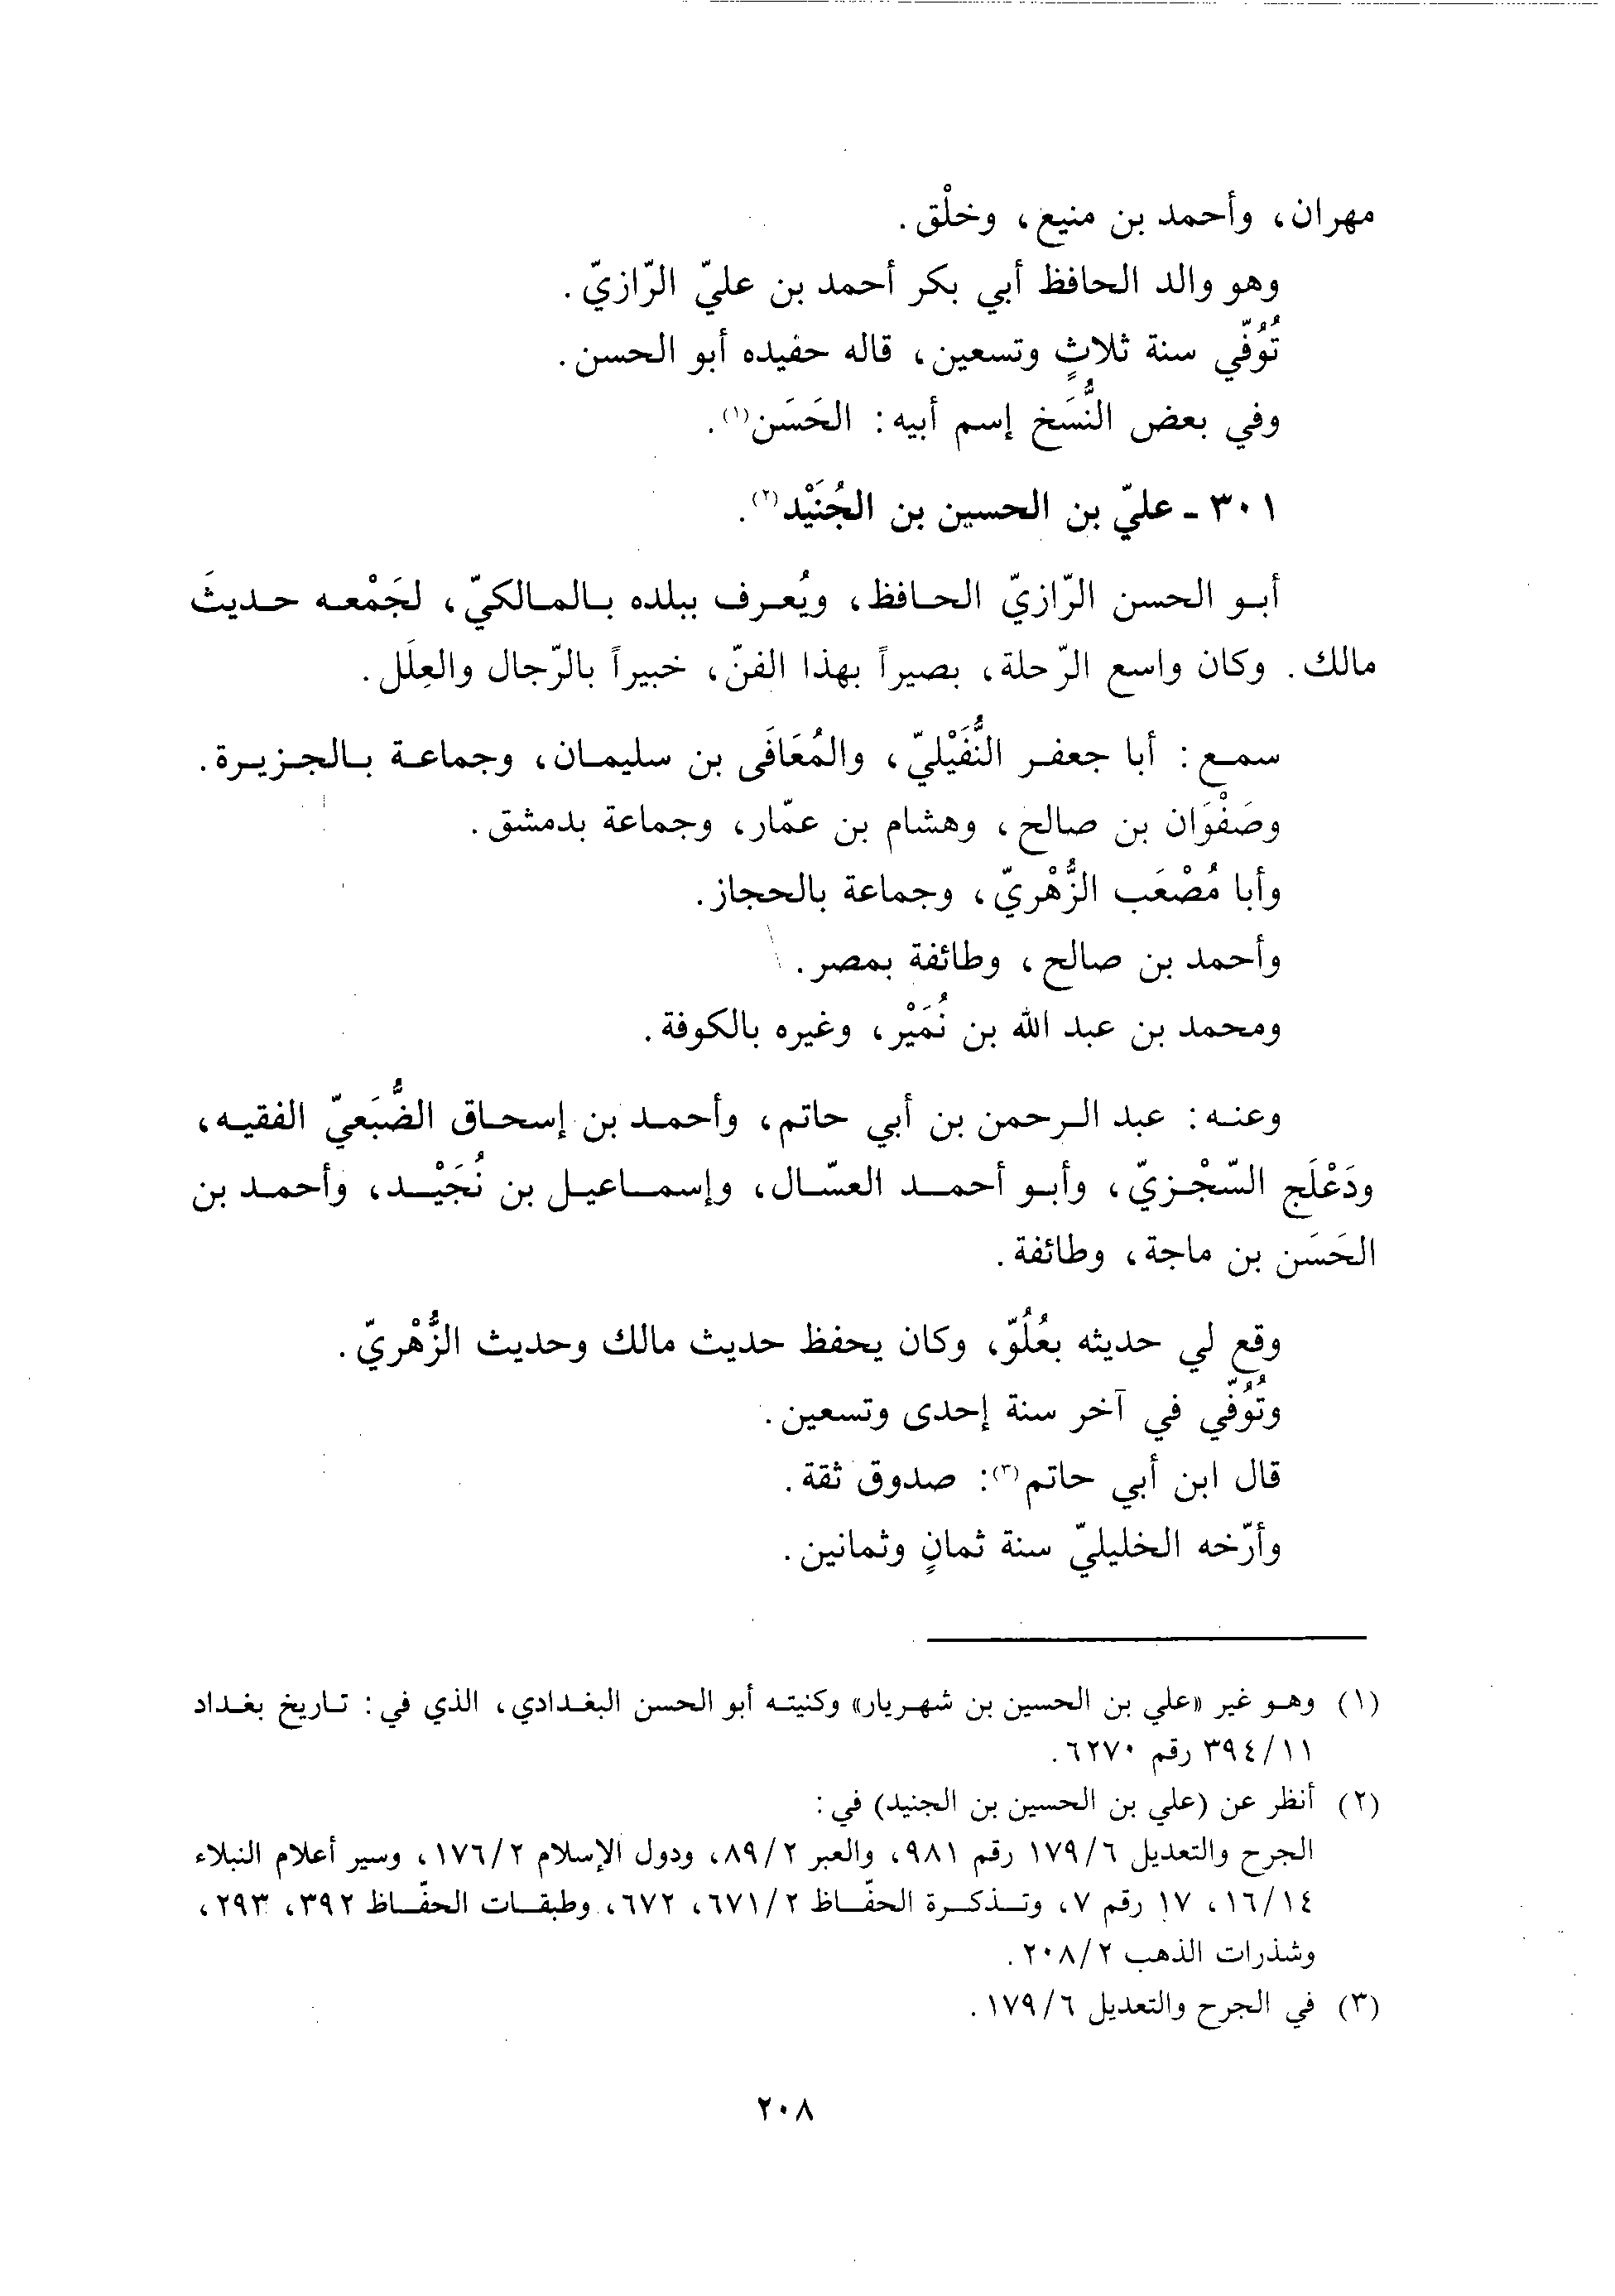 مهران، وأحمد بن منيع، وخلْق.
وهو والد الحافظ أبي بكر أحمد بن عليّ الرّازيّ.
تُوُفّي سنة ثلاثٍ وتسعين، قاله حفيده أبو الحسن.
وفي بعض النُّسَخ إسم أبيه: الحَسَن(١).
٣٠١ - عليّ بن الحسين بن الجُنَيْد(٢).
أبو الحسن الرّازيّ الحافظ، ويُعرف ببلده بالمالكيّ، لجَمْعه حديثَ
مالك. وكان واسع الرّحلة، بصيراً بهذا الفنّ، خبيراً بالرّجال والعِلَل.
سمع: أبا جعفر النُّفَيْليّ، والمُعَافَى بن سليمان، وجماعة بالجزيرة.
وصَفْوَان بن صالح، وهشام بن عمّار، وجماعة بدمشق.
وأبا مُصْعَب الزُّهْريّ، وجماعة بالحجاز.
وأحمد بن صالح، وطائفة بمصر.
ومحمد بن عبد الله بن نُمَيْر، وغيره بالكوفة.
وعنه: عبد الرحمن بن أبي حاتم، وأحمد بن إسحاق الضُّبَعيّ الفقيه،
ودَعْلَج السّجْزيّ، وأبو أحمد العسّال، وإسماعيل بن نُجَيْد، وأحمد بن
الحَسَن بن ماجة، وطائفة.
وقع لي حديثه بعُلُوّ، وكان يحفظ حديث مالك وحديث الزُّهْريّ.
وتُوُفّي في آخر سنة إحدى وتسعين.
قال ابن أبي حاتم(٣): صدوق ثقة.
وأرّخه الخليليّ سنة ثمانٍ وثمانين.
(١) وهو غير «علي بن الحسين بن شهريار» وكنيته أبو الحسن البغدادي، الذي في: تاريخ بغداد
١١/٣٩٤ رقم ٦٢٧٠.
(٢) أنظر عن (علي بن الحسين بن الجنيد) في:
الجرح والتعديل ٦/١٧٩ رقم ٩٨١، والعبر ٢/٨٩، ودول الإسلام ٢/١٧٦، وسير أعلام النبلاء
١٤/١٦، ١٧ رقم ٧، وتذكرة الحفّاظ ٢/٦٧١، ٦٧٢، وطبقات الحفّاظ ٣٩٢، ٢٩٣،
وشذرات الذهب ٢/٢٠٨.
(٣) في الجرح والتعديل ٦/١٧٩.
٢٠٨